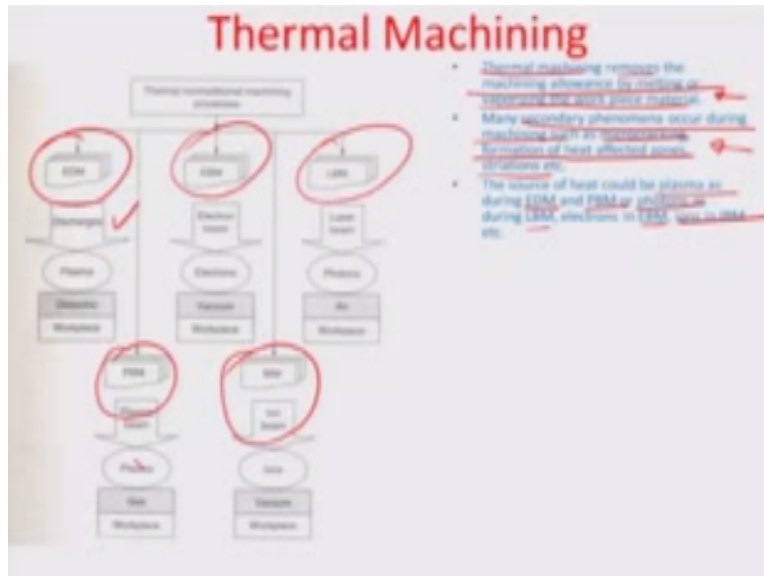 Thermal Machining
Thermal nontraditional machining
processes
EDM
EBM
LBM
Discharges
Electron
beam
Laser
beam
Plasma
Electrons
Photons
Dielectric
Vacuum
Air
Workpiece
Workpiece
Workpiece
PBM
IBM
Plasma
beam
Ion
beam
Plasma
Ions
Gas
Vacuum
Workpiece
Workpiece
• Thermal machining removes the
machining allowance by melting or
vaporizing the work piece material.
• Many secondary phenomena occur during
machining such as microcracking,
formation of heat affected zones,
striations etc.
• The source of heat could be plasma as
during EDM and PBM or photons as
during LBM, electrons in EBM, ions in IBM
etc.